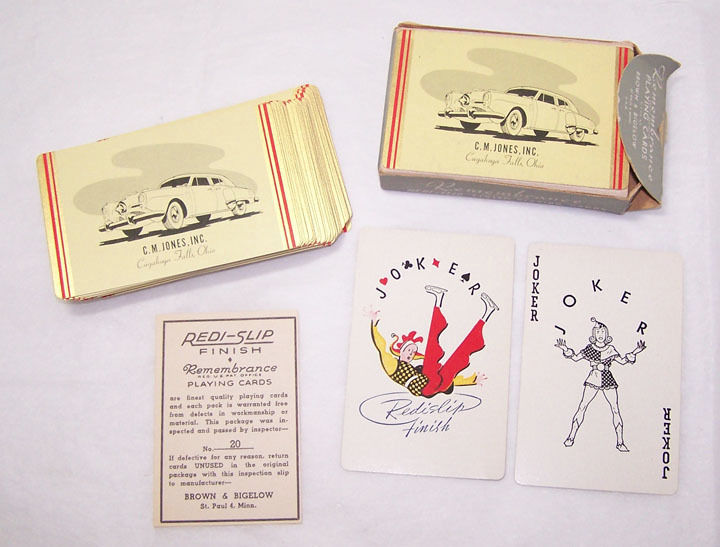 C.M. JONES, INC.
Cuyahoga Falls, Ohio
C.M. JONES, INC.
Cuyahoga Falls, Ohio
Remembrance
PLAYING CARDS
BROWN & BIGELOW
Remembrance
REDI-SLIP
FINISH
Remembrance
REG. U.S. PAT. OFFICE
PLAYING CARDS
are finest quality playing cards
and each pack is warranted free
from defects in workmanship or
material. This package was in-
spected and passed by inspector—
No. 20
If defective for any reason, return
cards UNUSED in the original
package with this inspection slip
to manufacturer—
BROWN & BIGELOW
St. Paul 4, Minn.
JOKER
Redislip
finish
JOKER
JOKER
JOKER